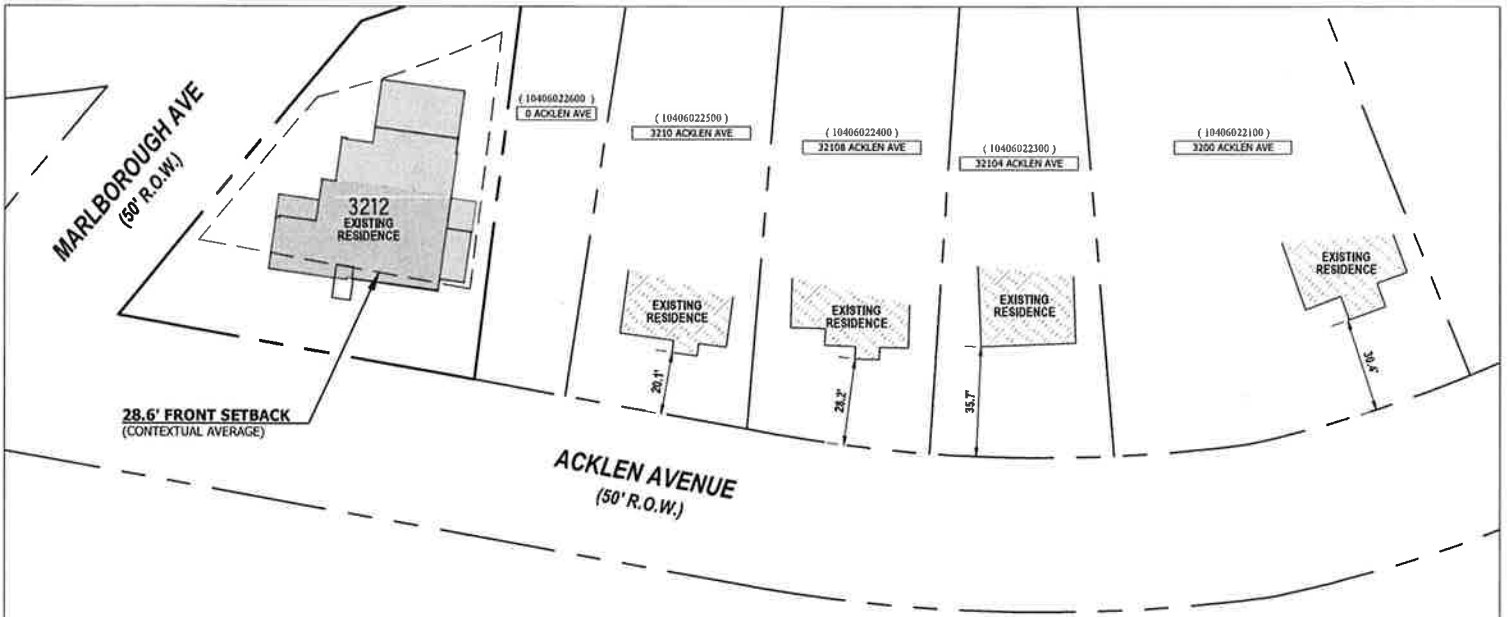 MARLBOROUGH AVE
(50' R.O.W.)
3212
EXISTING
RESIDENCE
28.6' FRONT SETBACK
(CONTEXTUAL AVERAGE)
( 10406022600 )
0 ACKLEN AVE
( 10406022500 )
3210 ACKLEN AVE
( 10406022400 )
32108 ACKLEN AVE
( 10406022300 )
32104 ACKLEN AVE
( 10406022100 )
3200 ACKLEN AVE
EXISTING
RESIDENCE
20.1'
EXISTING
RESIDENCE
28.2'
EXISTING
RESIDENCE
35.7'
EXISTING
RESIDENCE
30.4'
ACKLEN AVENUE
(50' R.O.W.)